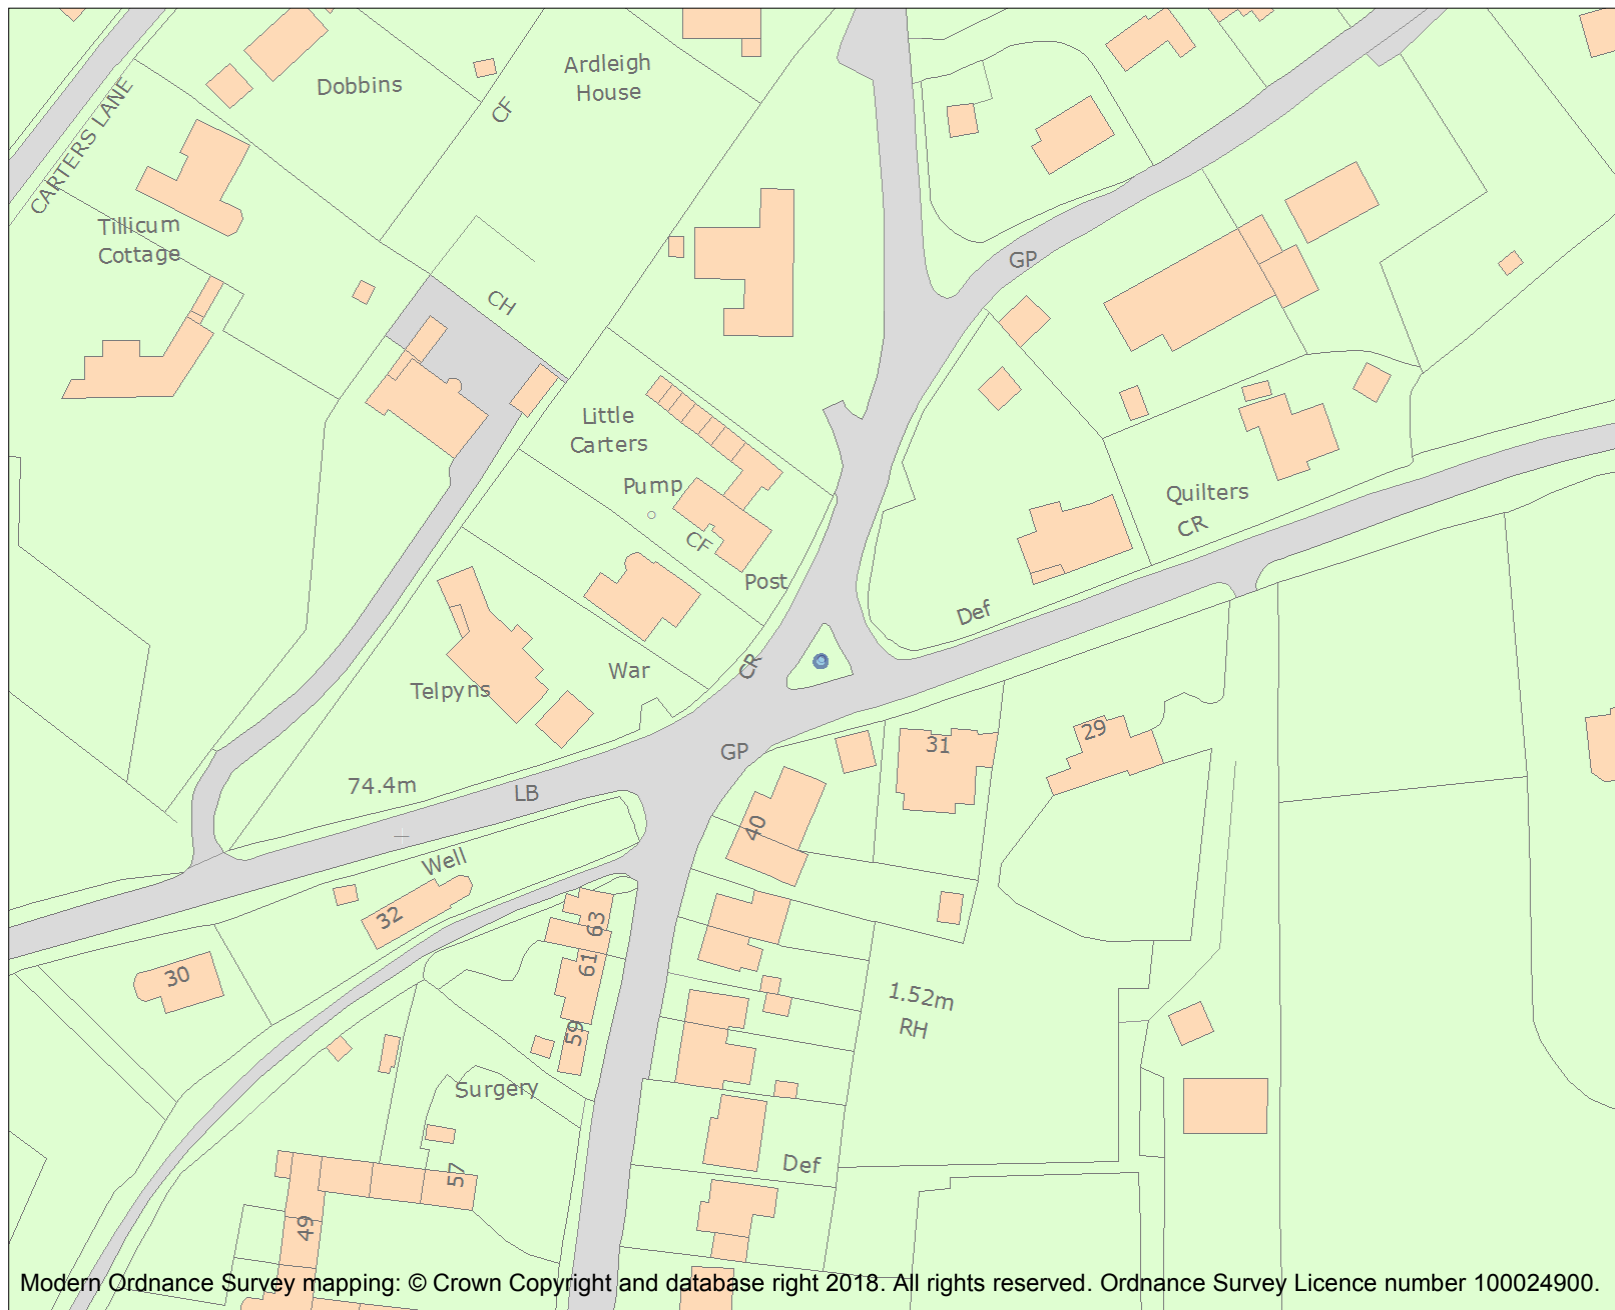 Ardleigh
House
Dobbins
CF
CARTERS LANE
Tillicum
Cottage
GP
CH
Little
Carters
Pump
Quilters
CR
CF
Post
Def
War
CR
Telpyns
29
31
GP
74.4m
LB
40
Well
32
63
61
30
1.52m
RH
59
Surgery
Def
57
49
Modern Ordnance Survey mapping: © Crown Copyright and database right 2018. All rights reserved. Ordnance Survey Licence number 100024900.